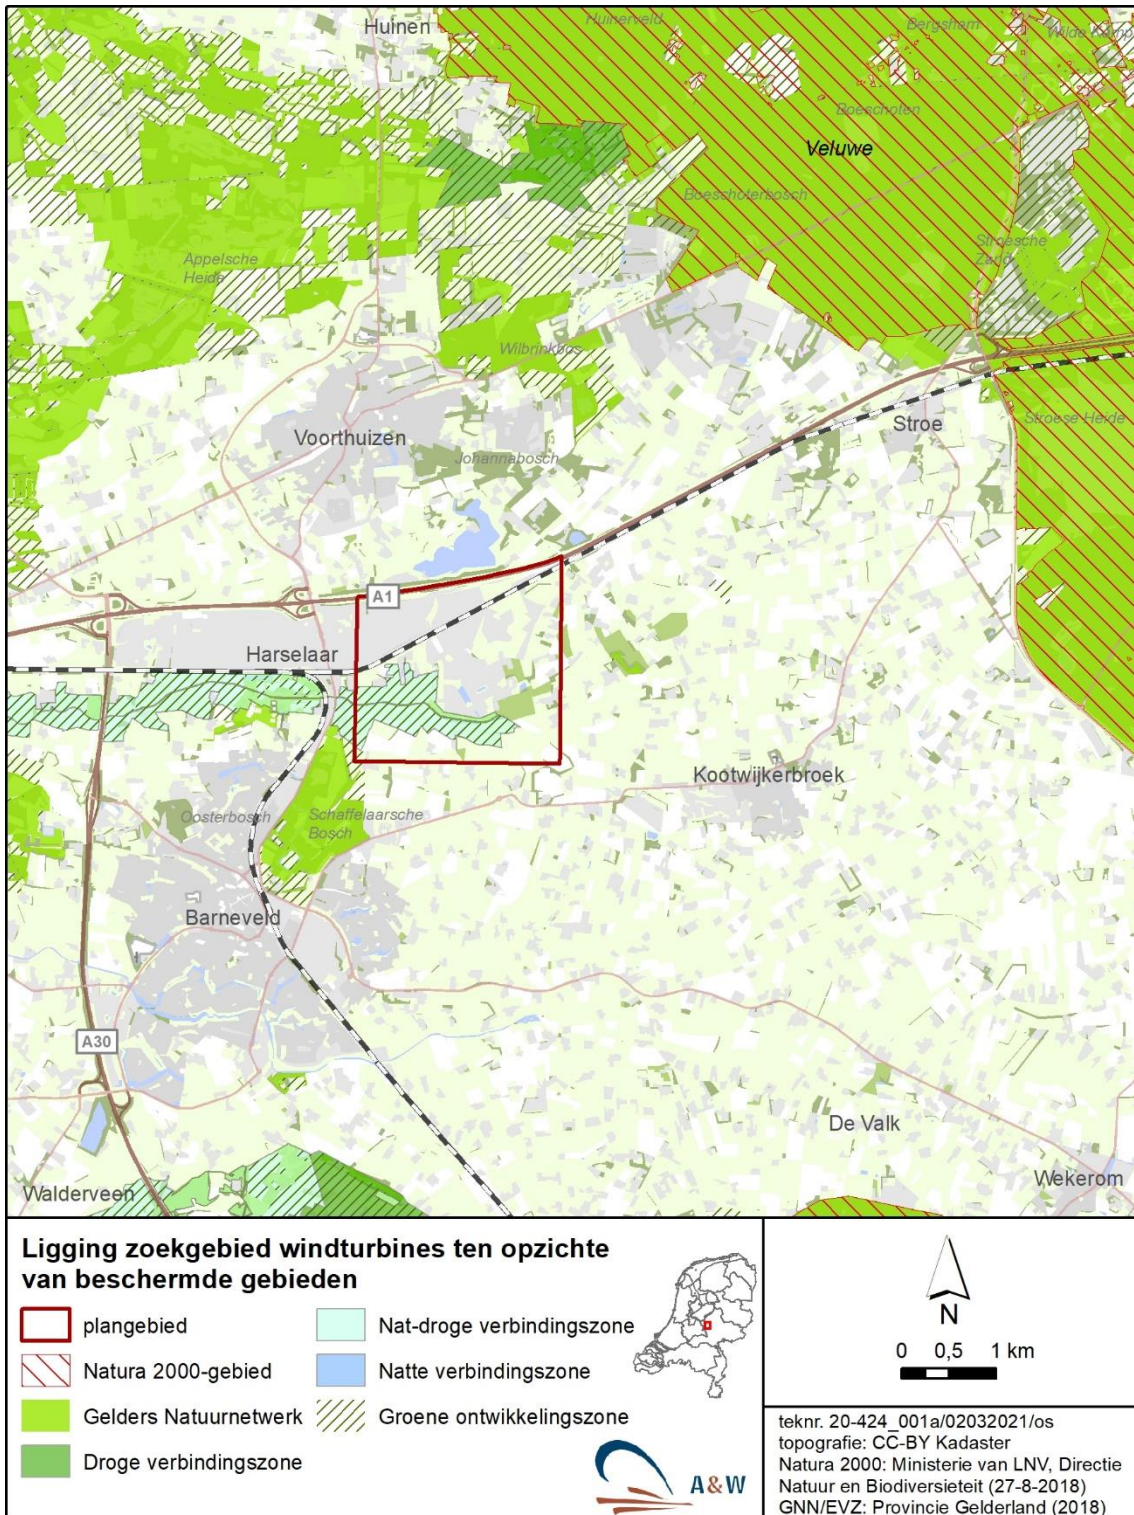 Huinen
Huinerveld
Bergsham
Wilde Kamp
Boeschoten
Veluwe
Boeschoterbosch
Appelsche
Heide
Stroesche
Zand
Wilbrinkbos
Stroe
Stroese Heide
Voorthuizen
Johannabosch
A1
Harselaar
Kootwijkerbroek
Oosterbosch
Schaffelaarsche
Bosch
Barneveld
A30
De Valk
Walderveen
Wekerom
Ligging zoekgebied windturbines ten opzichte
van beschermde gebieden
plangebied
Natura 2000-gebied
Gelders Natuurnetwerk
Droge verbindingszone
Nat-droge verbindingszone
Natte verbindingszone
Groene ontwikkelingszone
A&W
N
0 0,5 1 km
teknr. 20-424_001a/02032021/os
topografie: CC-BY Kadaster
Natura 2000: Ministerie van LNV, Directie
Natuur en Biodiversieteit (27-8-2018)
GNN/EVZ: Provincie Gelderland (2018)